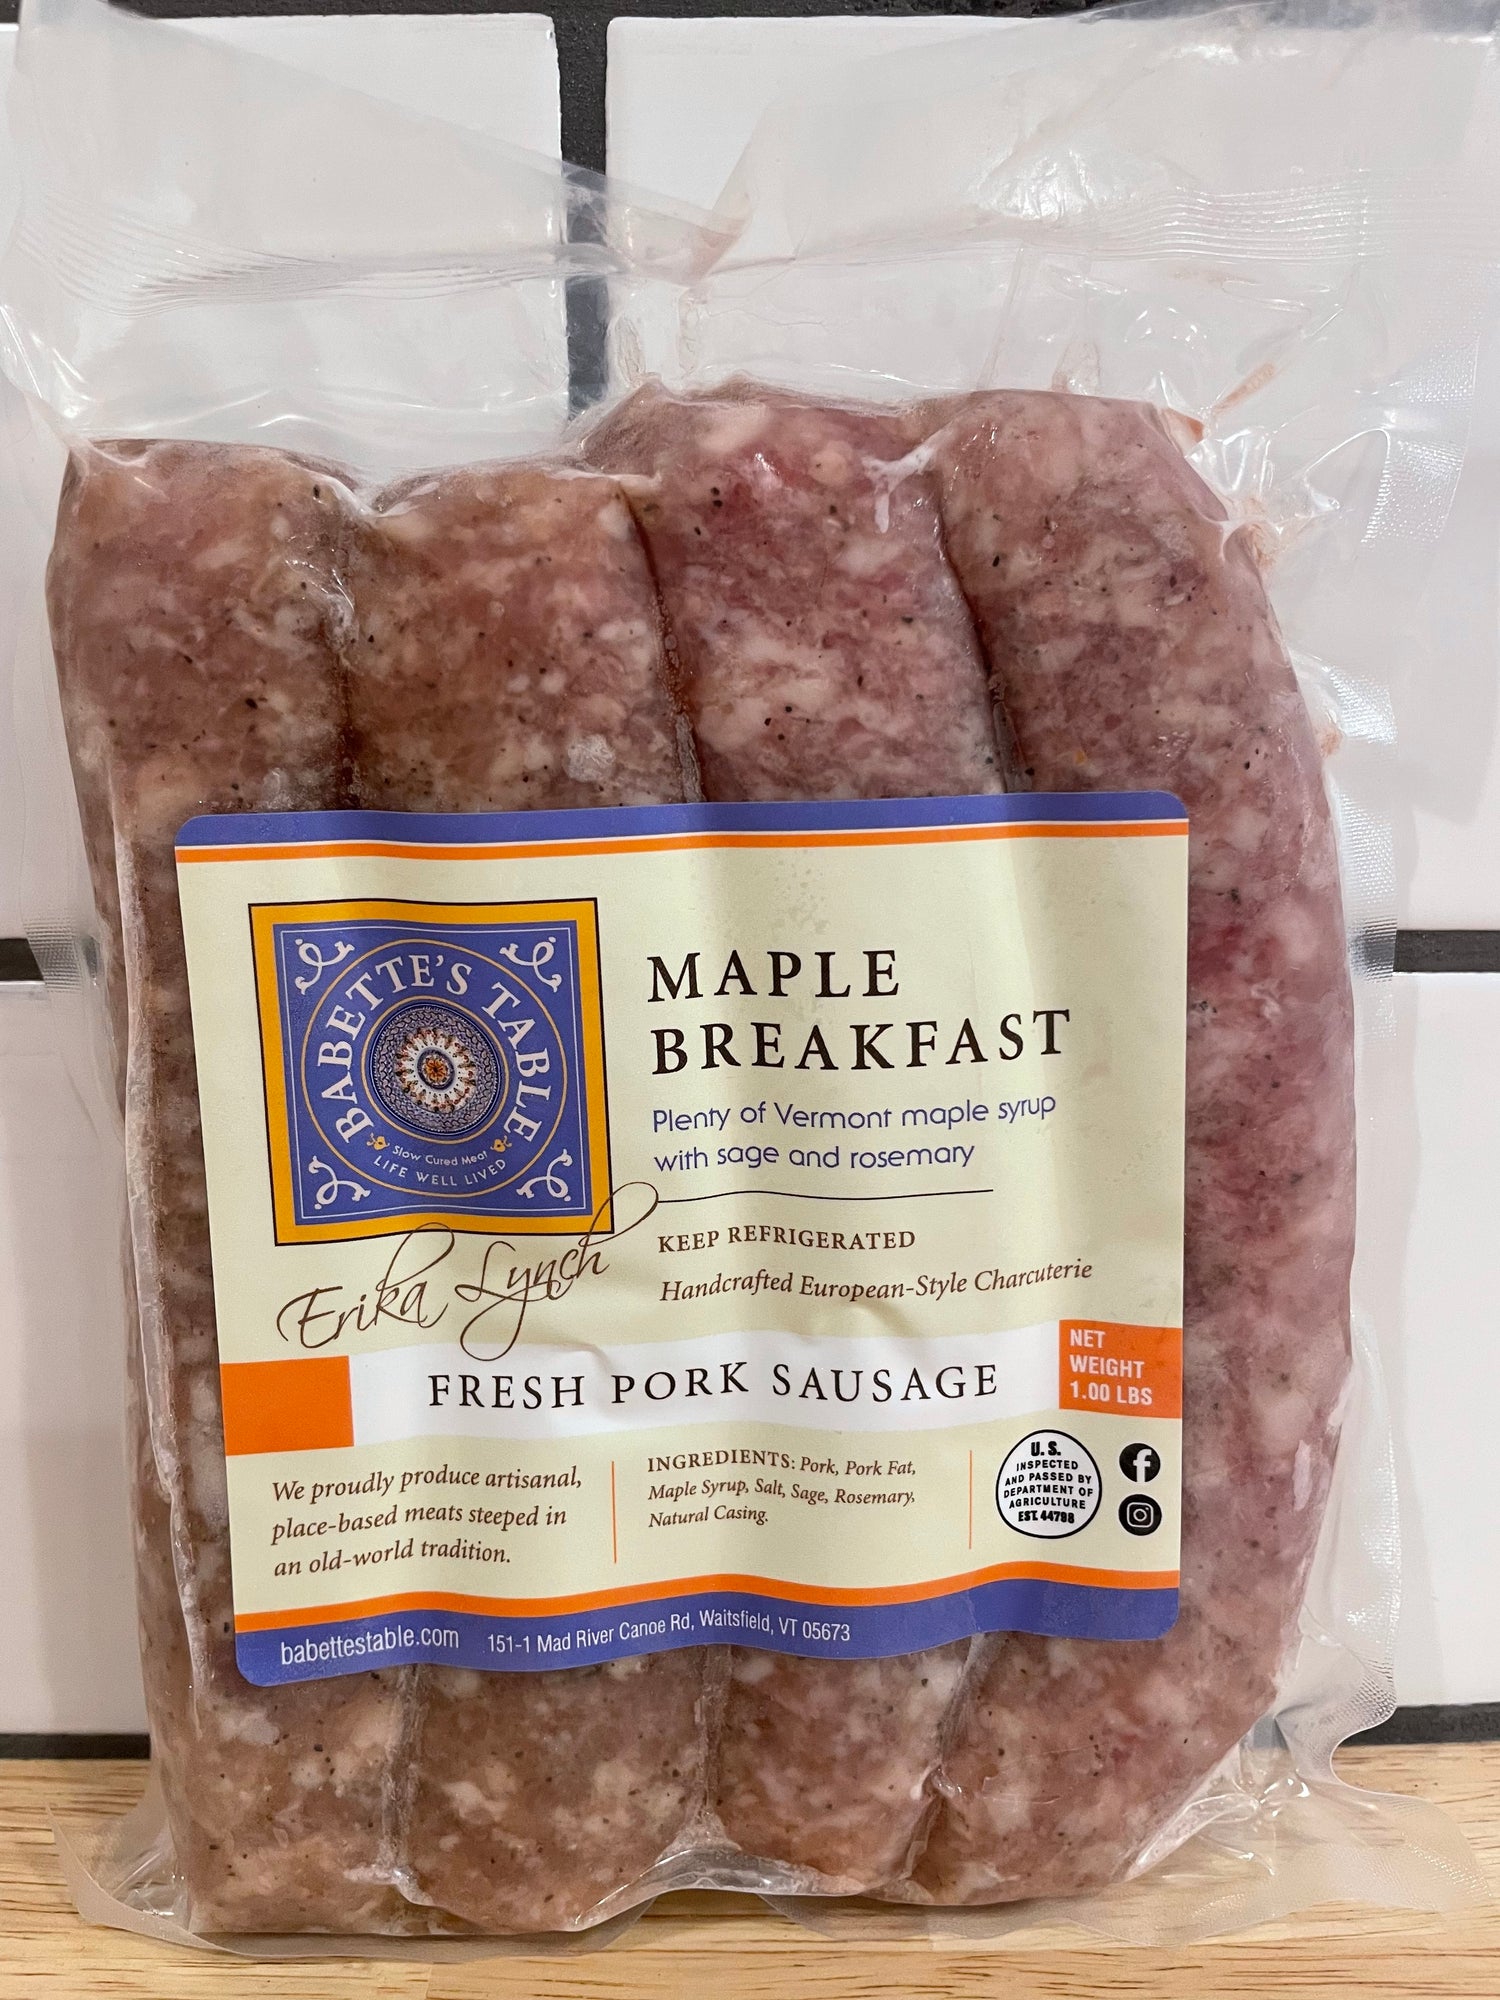 BABETTE'S TABLE
Slow Cured Meat
LIFE WELL LIVED
Erika Lynch
MAPLE
BREAKFAST
Plenty of Vermont maple syrup
with sage and rosemary
KEEP REFRIGERATED
Handcrafted European-Style Charcuterie
FRESH PORK SAUSAGE
NET
WEIGHT
1.00 LBS
We proudly produce artisanal,
place-based meats steeped in
an old-world tradition.
INGREDIENTS: Pork, Pork Fat,
Maple Syrup, Salt, Sage, Rosemary,
Natural Casing.
U.S.
INSPECTED
AND PASSED BY
DEPARTMENT OF
AGRICULTURE
EST. 44798
babettestable.com 151-1 Mad River Canoe Rd, Waitsfield, VT 05673